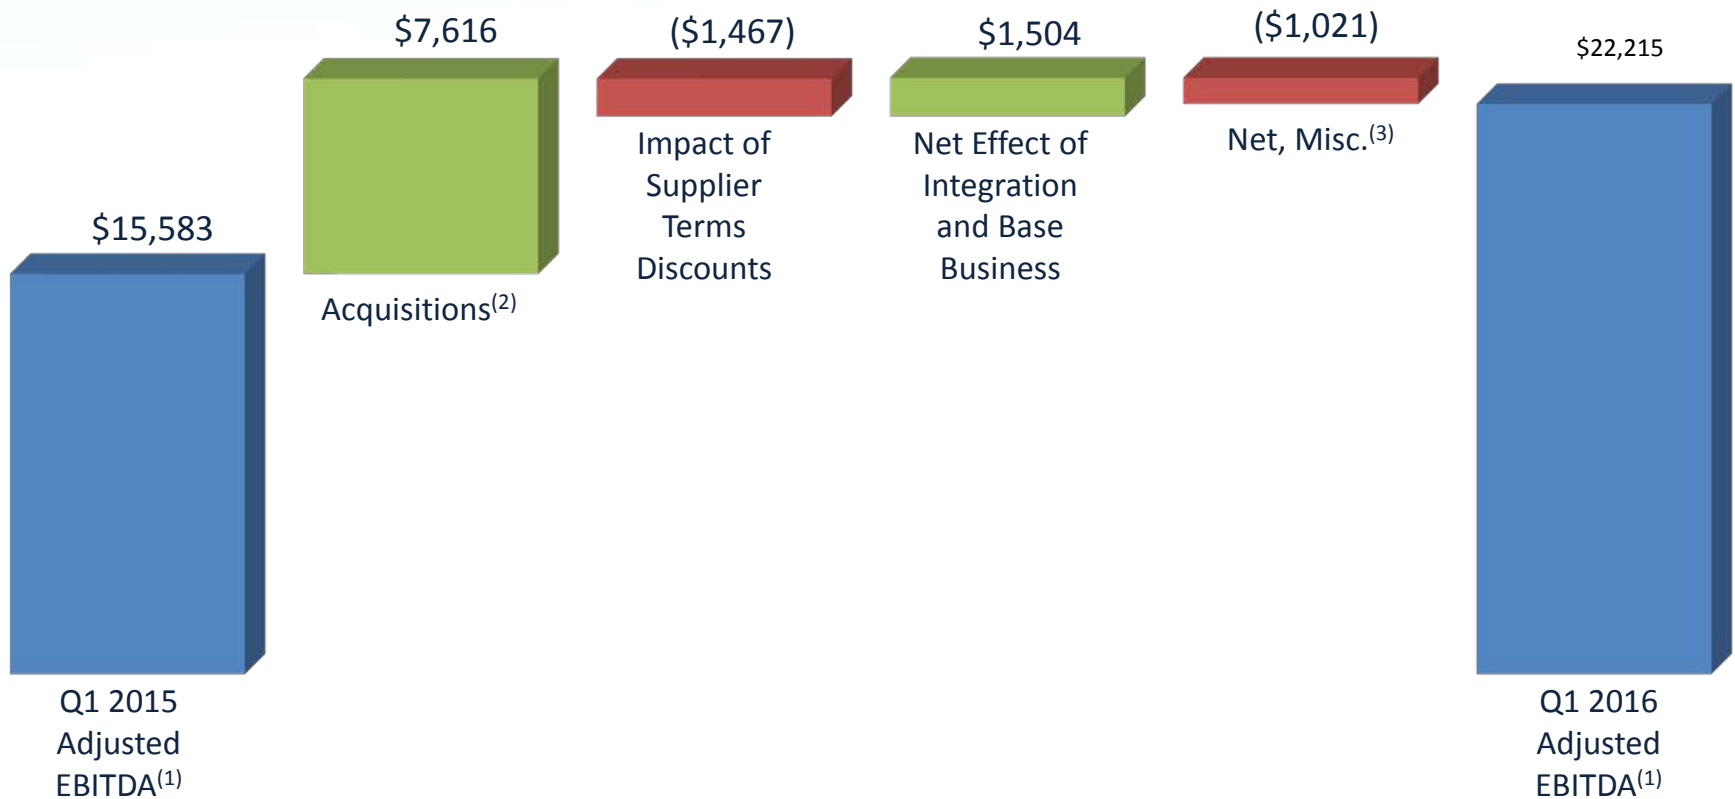 $7,616
($1,467)
$1,504
($1,021)
$22,215
$15,583
Impact of
Supplier
Terms
Discounts
Net Effect of
Integration
and Base
Business
Net, Misc.(3)
Acquisitions(2)
Q1 2015
Adjusted
EBITDA(1)
Q1 2016
Adjusted
EBITDA(1)